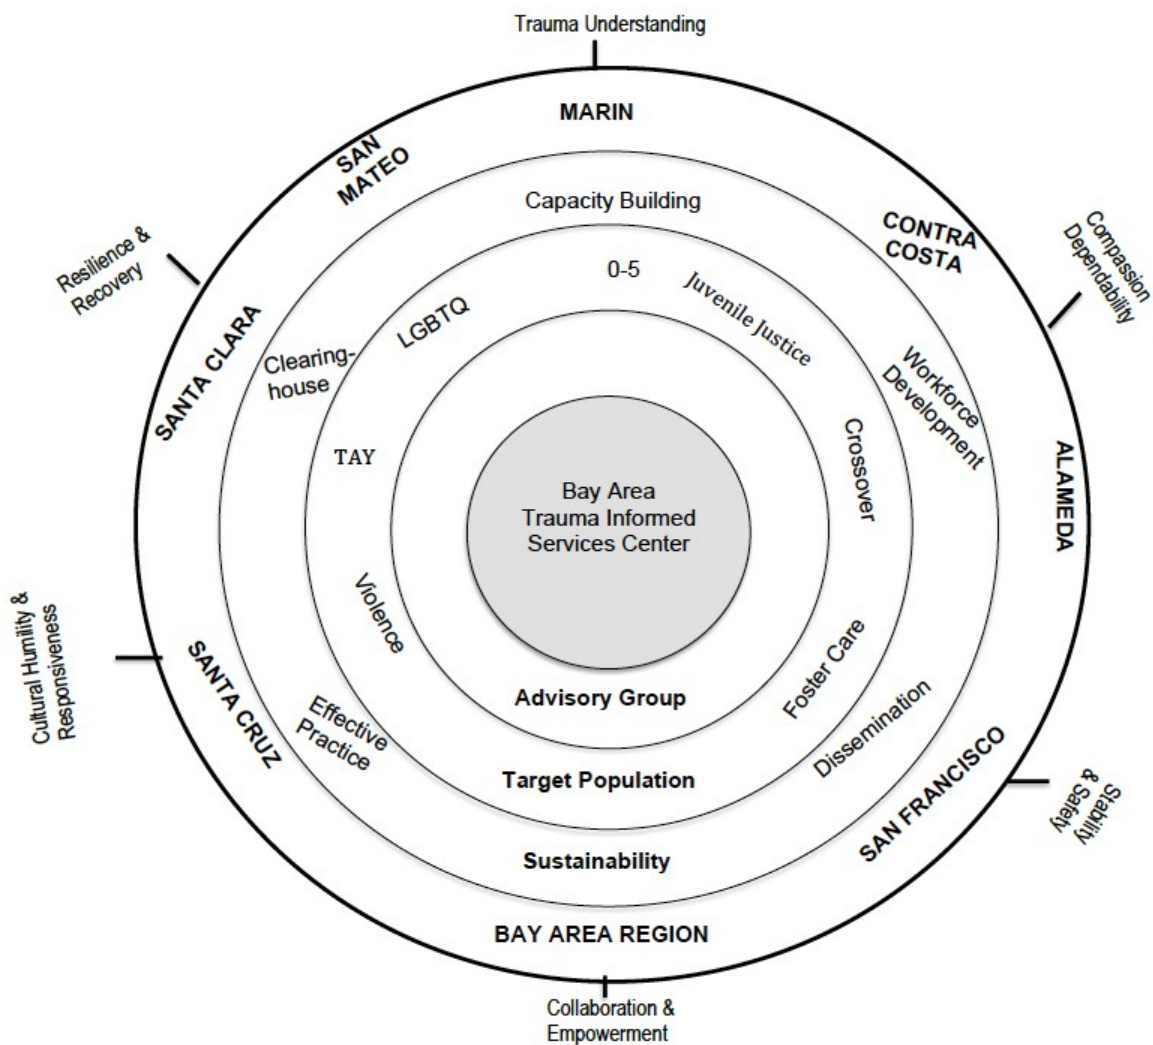 Trauma Understanding
MARIN
SAN
MATEO
CONTRA
COSTA
Capacity Building
Compassion
Dependability
Resilience &
Recovery
0-5
Juvenile Justice
LGBTQ
SANTA CLARA
Clearing-
house
Workforce
Development
TAY
Crossover
ALAMEDA
Bay Area
Trauma Informed
Services Center
Violence
Cultural Humility &
Responsiveness
SANTA CRUZ
Foster Care
Advisory Group
Effective
Practice
Dissemination
Target Population
SAN FRANCISCO
Stability
& Safety
Sustainability
BAY AREA REGION
Collaboration &
Empowerment